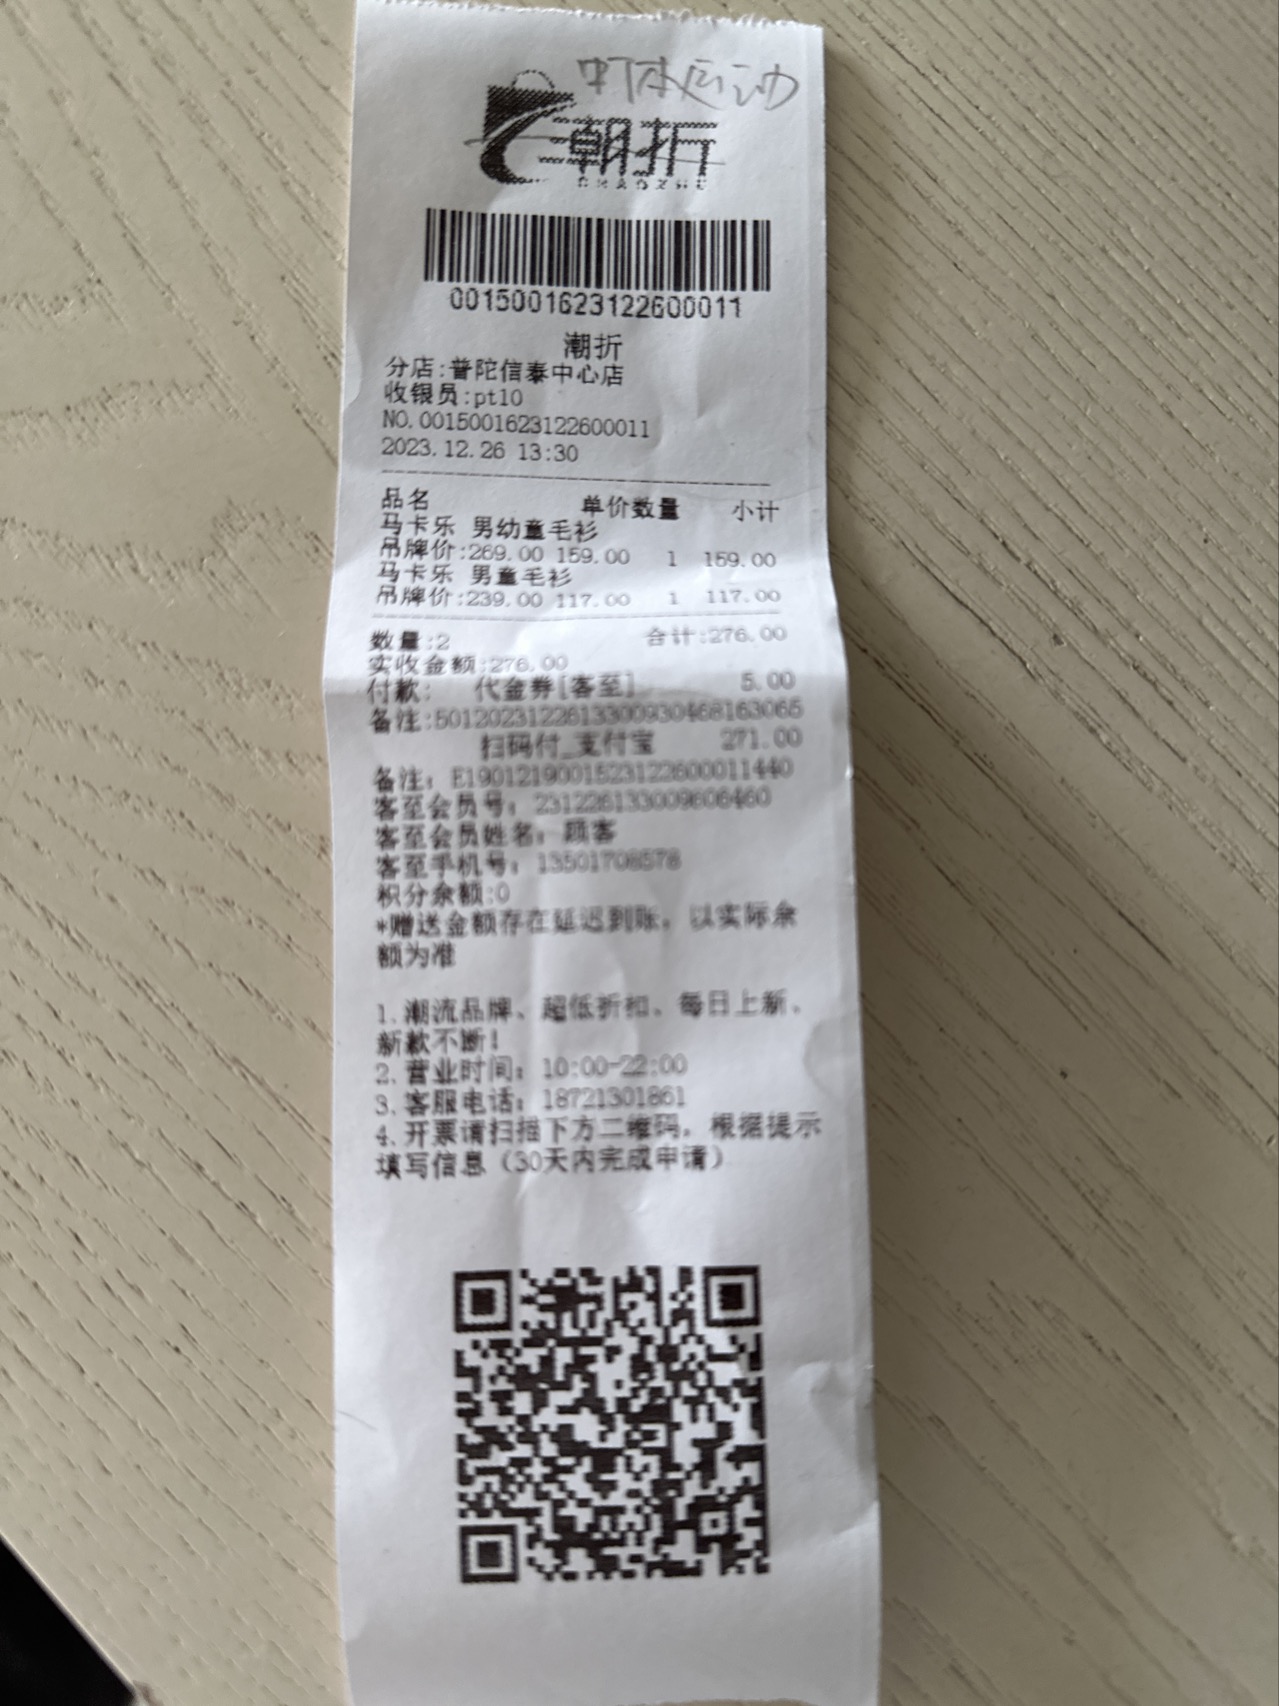 潮折
CHAOZHE
0015001623122600011
潮折
分店:普陀信泰中心店
收银员:pt10
NO.0015001623122600011
2023.12.26 13:30
品名 单价数量 小计
马卡乐 男幼童毛衫
吊牌价:269.00 159.00 1 159.00
马卡乐 男童毛衫
吊牌价:239.00 117.00 1 117.00
数量:2 合计:276.00
实收金额:276.00
付款: 代金券[客至] 5.00
备注:5012023122613300930468163065
扫码付_支付宝 271.00
备注: E1901219001523122600011440
客至会员号: 231226133009606460
客至会员姓名: 顾客
客至手机号: 13501708578
积分余额:0
*赠送金额存在延迟到账, 以实际余
额为准
1.潮流品牌、超低折扣、每日上新、
新款不断!
2.营业时间: 10:00-22:00
3.客服电话: 18721301861
4.开票请扫描下方二维码, 根据提示
填写信息(30天内完成申请)